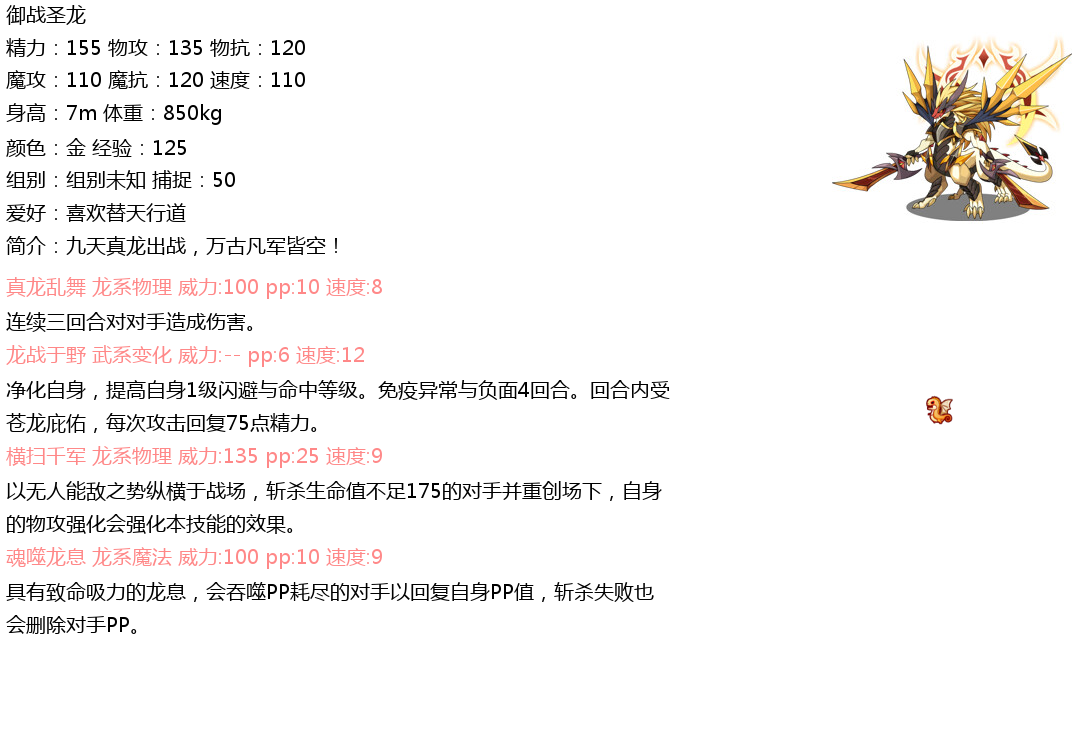 御战圣龙
精力：155 物攻：135 物抗：120
魔攻：110 魔抗：120 速度：110
身高：7m 体重：850kg
颜色：金 经验：125
组别：组别未知 捕捉：50
爱好：喜欢替天行道
简介：九天真龙出战，万古凡军皆空！
真龙乱舞 龙系物理 威力:100 pp:10 速度:8
连续三回合对对手造成伤害。
龙战于野 武系变化 威力:-- pp:6 速度:12
净化自身，提高自身1级闪避与命中等级。免疫异常与负面4回合。回合内受
苍龙庇佑，每次攻击回复75点精力。
横扫千军 龙系物理 威力:135 pp:25 速度:9
以无人能敌之势纵横于战场，斩杀生命值不足175的对手并重创场下，自身
的物攻强化会强化本技能的效果。
魂噬龙息 龙系魔法 威力:100 pp:10 速度:9
具有致命吸力的龙息，会吞噬PP耗尽的对手以回复自身PP值，斩杀失败也
会删除对手PP。